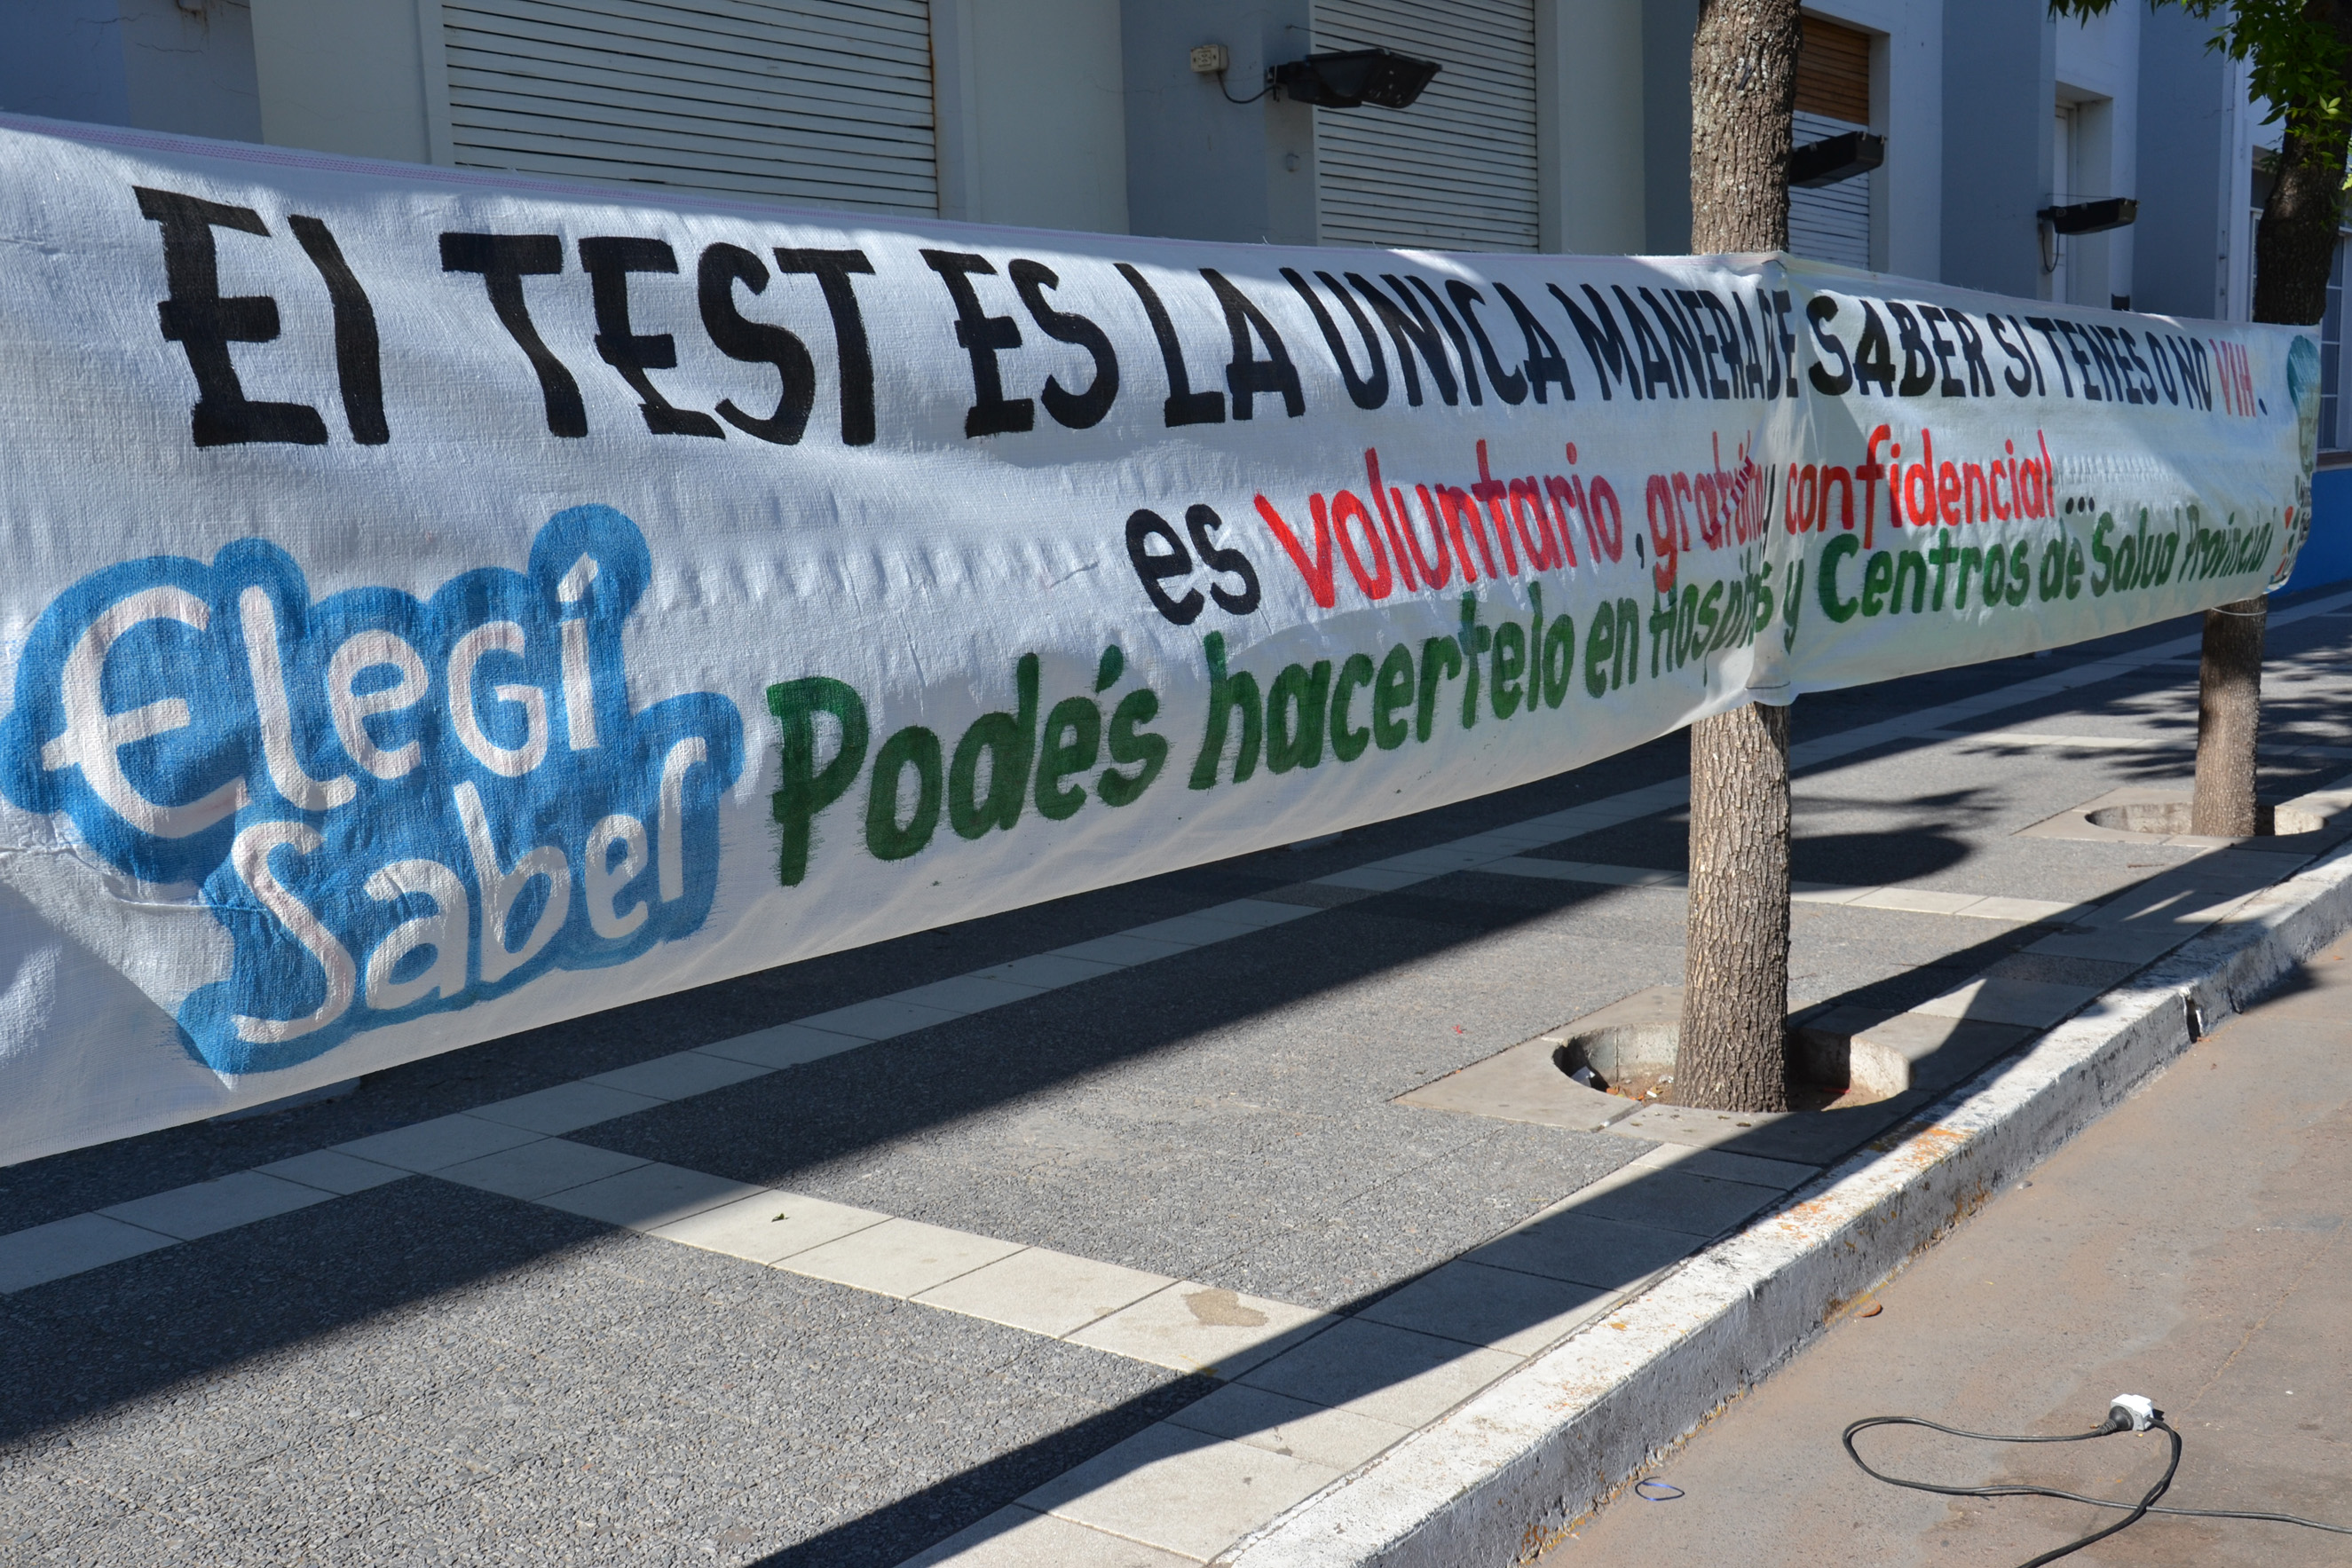 El TEST ES LA UNICA MANERA DE SABER SI TENES O NO VIH.
es voluntario, gratuito y confidencial...
Elegí
Saber
Podés hacertelo en Hospitales y Centros de Salud Provincial